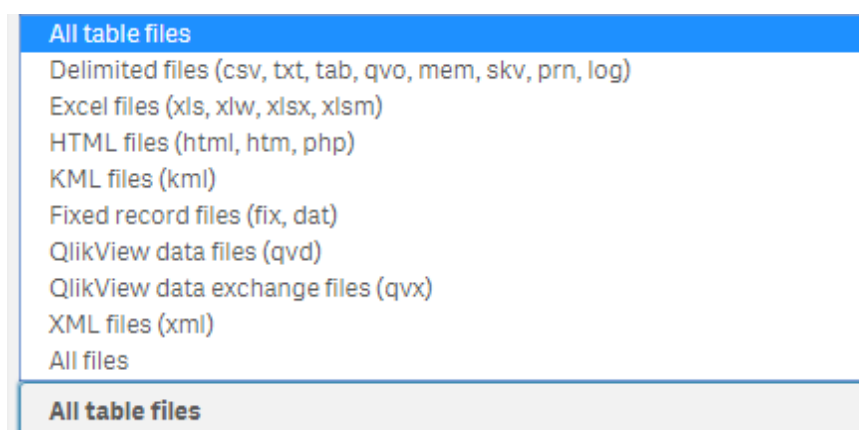 All table files
Delimited files (csv, txt, tab, qvo, mem, skv, prn, log)
Excel files (xls, xlw, xlsx, xlsm)
HTML files (html, htm, php)
KML files (kml)
Fixed record files (fix, dat)
QlikView data files (qvd)
QlikView data exchange files (qvx)
XML files (xml)
All files
All table files